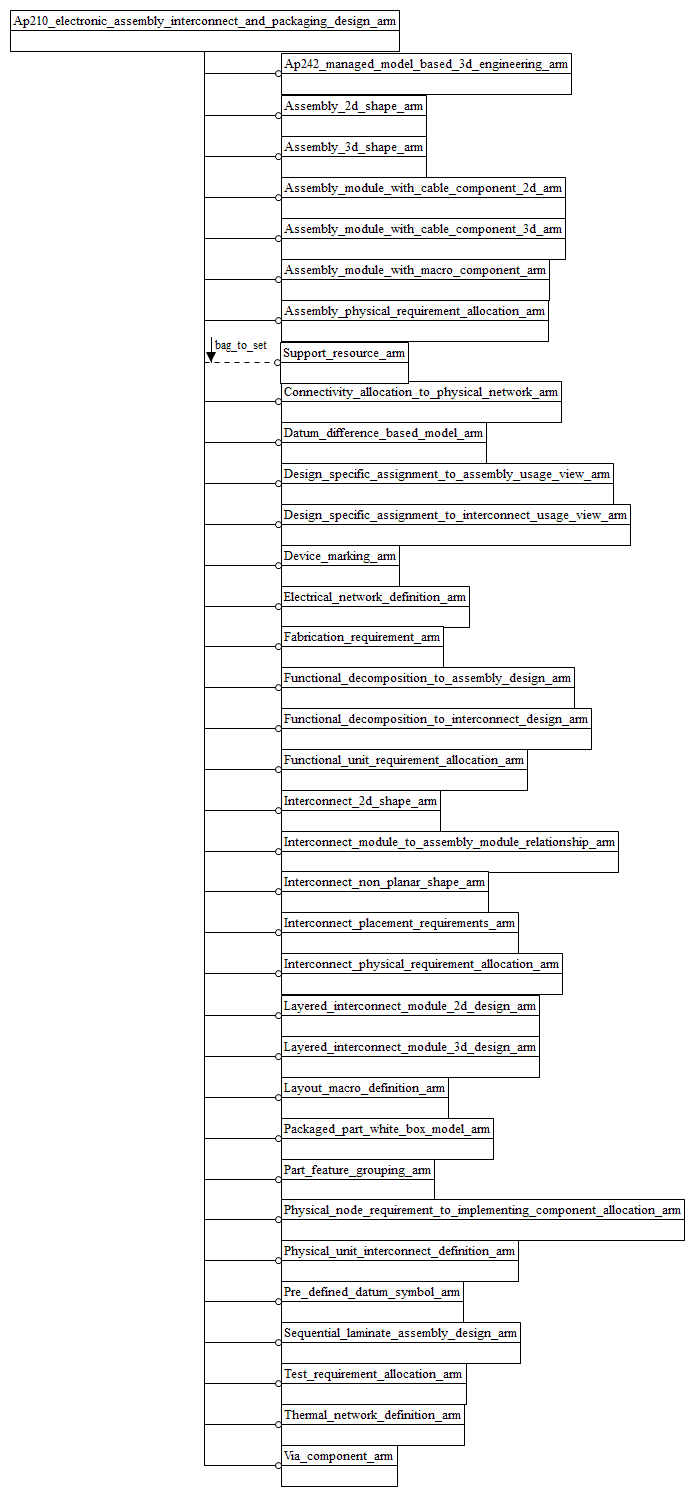 Ap210_electronic_assembly_interconnect_and_packaging_design_arm
Ap242_managed_model_based_3d_engineering_arm
Assembly_2d_shape_arm
Assembly_3d_shape_arm
Assembly_module_with_cable_component_2d_arm
Assembly_module_with_cable_component_3d_arm
Assembly_module_with_macro_component_arm
Assembly_physical_requirement_allocation_arm
bag_to_set
Support_resource_arm
Connectivity_allocation_to_physical_network_arm
Datum_difference_based_model_arm
Design_specific_assignment_to_assembly_usage_view_arm
Design_specific_assignment_to_interconnect_usage_view_arm
Device_marking_arm
Electrical_network_definition_arm
Fabrication_requirement_arm
Functional_decomposition_to_assembly_design_arm
Functional_decomposition_to_interconnect_design_arm
Functional_unit_requirement_allocation_arm
Interconnect_2d_shape_arm
Interconnect_module_to_assembly_module_relationship_arm
Interconnect_non_planar_shape_arm
Interconnect_placement_requirements_arm
Interconnect_physical_requirement_allocation_arm
Layered_interconnect_module_2d_design_arm
Layered_interconnect_module_3d_design_arm
Layout_macro_definition_arm
Packaged_part_white_box_model_arm
Part_feature_grouping_arm
Physical_node_requirement_to_implementing_component_allocation_arm
Physical_unit_interconnect_definition_arm
Pre_defined_datum_symbol_arm
Sequential_laminate_assembly_design_arm
Test_requirement_allocation_arm
Thermal_network_definition_arm
Via_component_arm